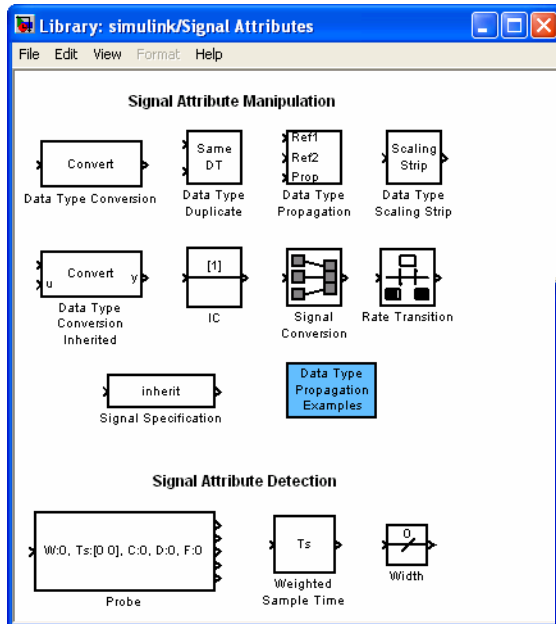 Library: simulink/Signal Attributes
File Edit View Format Help
Signal Attribute Manipulation
Convert
Data Type Conversion
Same
DT
Data Type
Duplicate
Ref1
Ref2
Prop
Data Type
Propagation
Scaling
Strip
Data Type
Scaling Strip
u Convert y
Data Type
Conversion
Inherited
[1]
IC
Signal
Conversion
Rate Transition
inherit
Signal Specification
Data Type
Propagation
Examples
Signal Attribute Detection
W:0, Ts:[0 0], C:0, D:0, F:0
Probe
Ts
Weighted
Sample Time
0
Width